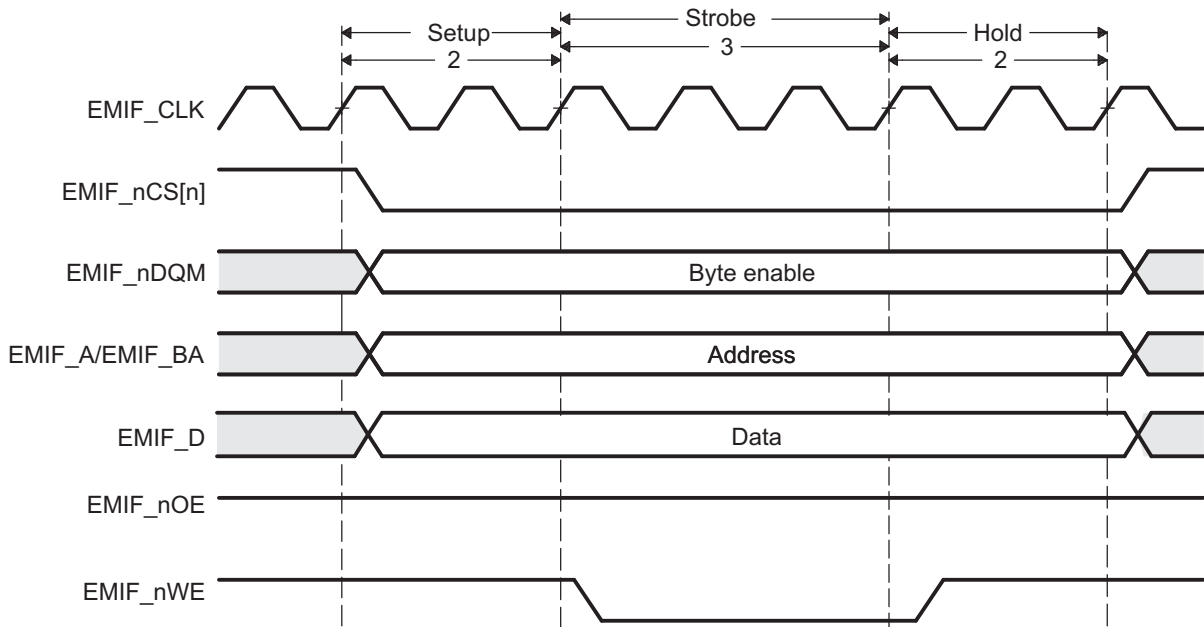 Setup
Strobe
Hold
2
3
2
EMIF_CLK
EMIF_nCS[n]
EMIF_nDQM
Byte enable
EMIF_A/EMIF_BA
Address
EMIF_D
Data
EMIF_nOE
EMIF_nWE